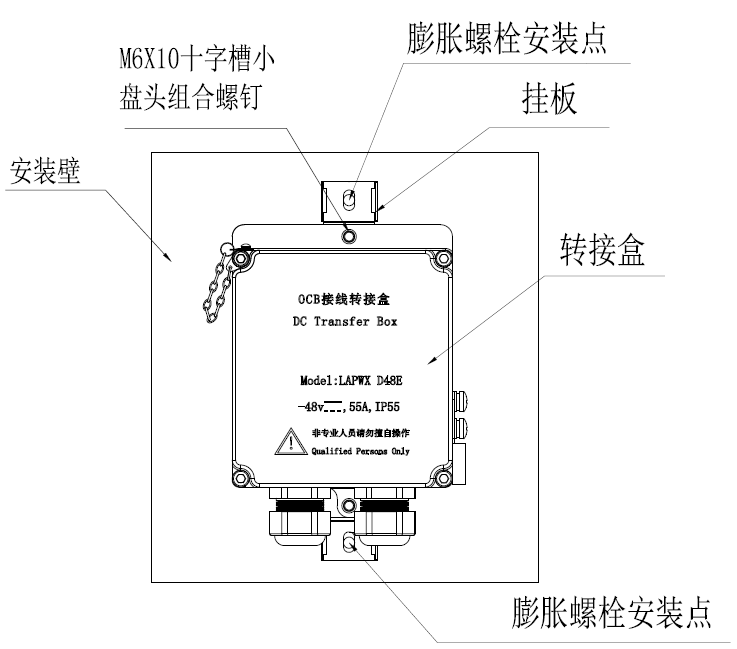 膨胀螺栓安装点
M6X10十字槽小
盘头组合螺钉
挂板
安装壁
转接盒
OCB接线转接盒
DC Transfer Box
Model:LAPWX D48E
-48v⎓,55A,IP55
非专业人员请勿擅自操作
Qualified Persons Only
膨胀螺栓安装点